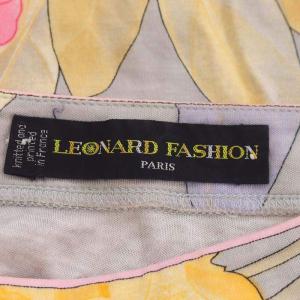 knitted and
printed
in France
LEONARD FASHION
PARIS